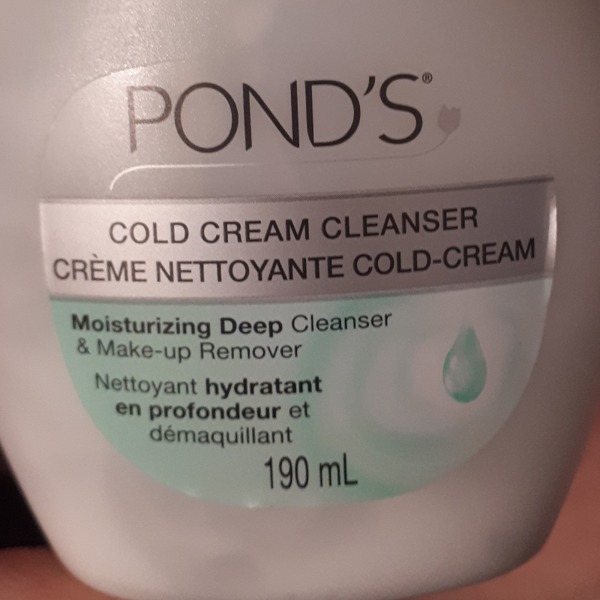 POND'S®
COLD CREAM CLEANSER
CRÈME NETTOYANTE COLD-CREAM
Moisturizing Deep Cleanser
& Make-up Remover
Nettoyant hydratant
en profondeur et
démaquillant
190 mL